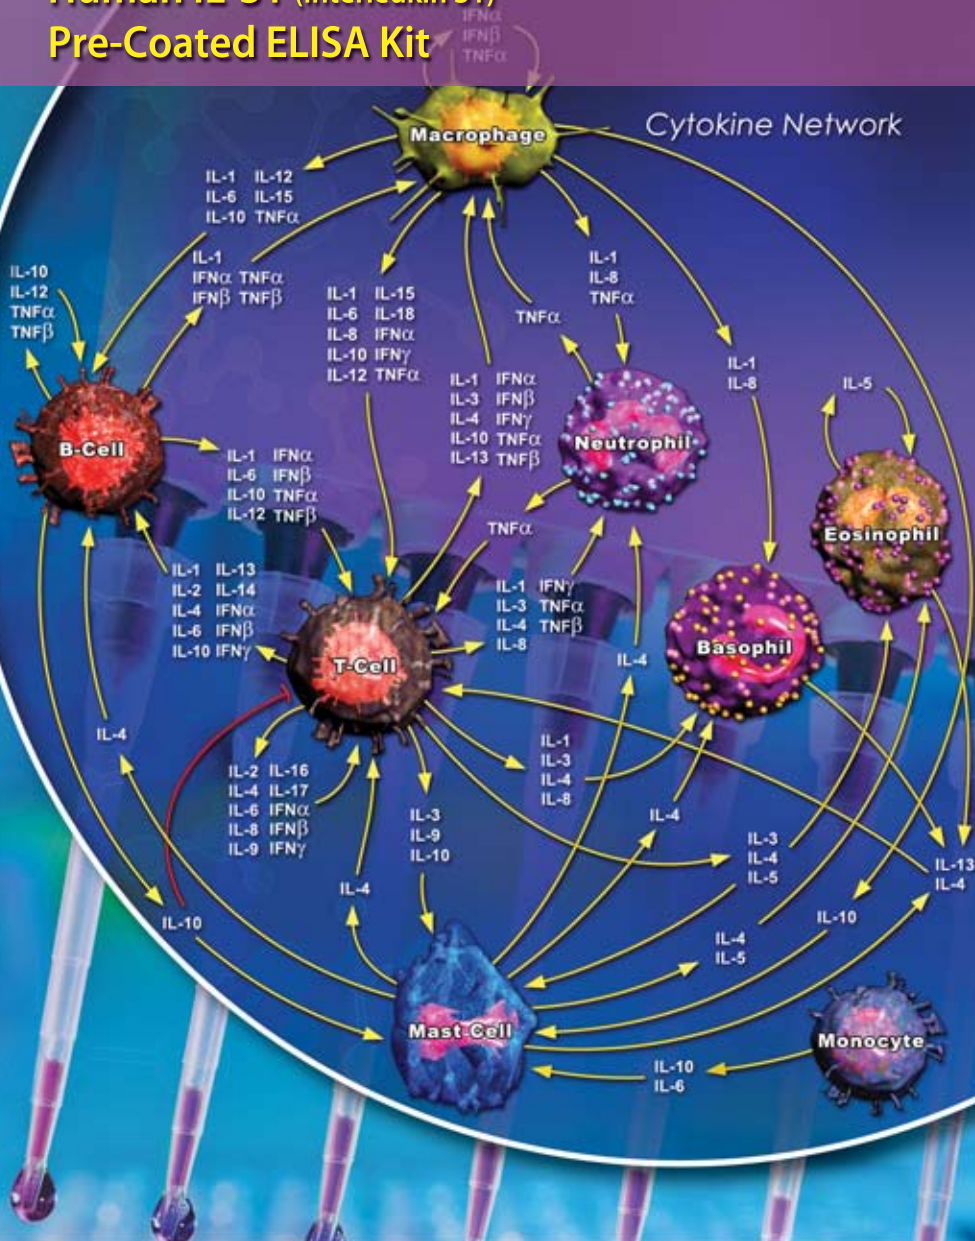 Human IL-31 (Interleukin 31)
Pre-Coated ELISA Kit
IFNα
IFNβ
TNFα
Macrophage
Cytokine Network
IL-1 IL-12
IL-6 IL-15
IL-10 TNFα
IL-1
IFNα TNFα
IFNβ TNFβ
IL-10
IL-12
TNFα
TNFβ
IL-1 IL-15
IL-6 IL-18
IL-8 IFNα
IL-10 IFNγ
IL-12 TNFα
IL-1
IL-8
TNFα
TNFα
IL-1
IL-8
IL-5
IL-1 IFNα
IL-3 IFNβ
IL-4 IFNγ
IL-10 TNFα
IL-13 TNFβ
B-Cell
Neutrophil
Eosinophil
IL-1 IFNα
IL-6 IFNβ
IL-10 TNFα
IL-12 TNFβ
TNFα
IL-1 IL-13
IL-2 IL-14
IL-4 IFNα
IL-6 IFNβ
IL-10 IFNγ
IL-1 IFNγ
IL-3 TNFα
IL-4 TNFβ
IL-8
T-Cell
IL-4
Basophil
IL-4
IL-2 IL-16
IL-4 IL-17
IL-6 IFNα
IL-8 IFNβ
IL-9 IFNγ
IL-1
IL-3
IL-4
IL-8
IL-3
IL-9
IL-10
IL-4
IL-3
IL-4
IL-5
IL-13
IL-4
IL-4
IL-10
IL-10
IL-4
IL-5
Mast Cell
Monocyte
IL-10
IL-6